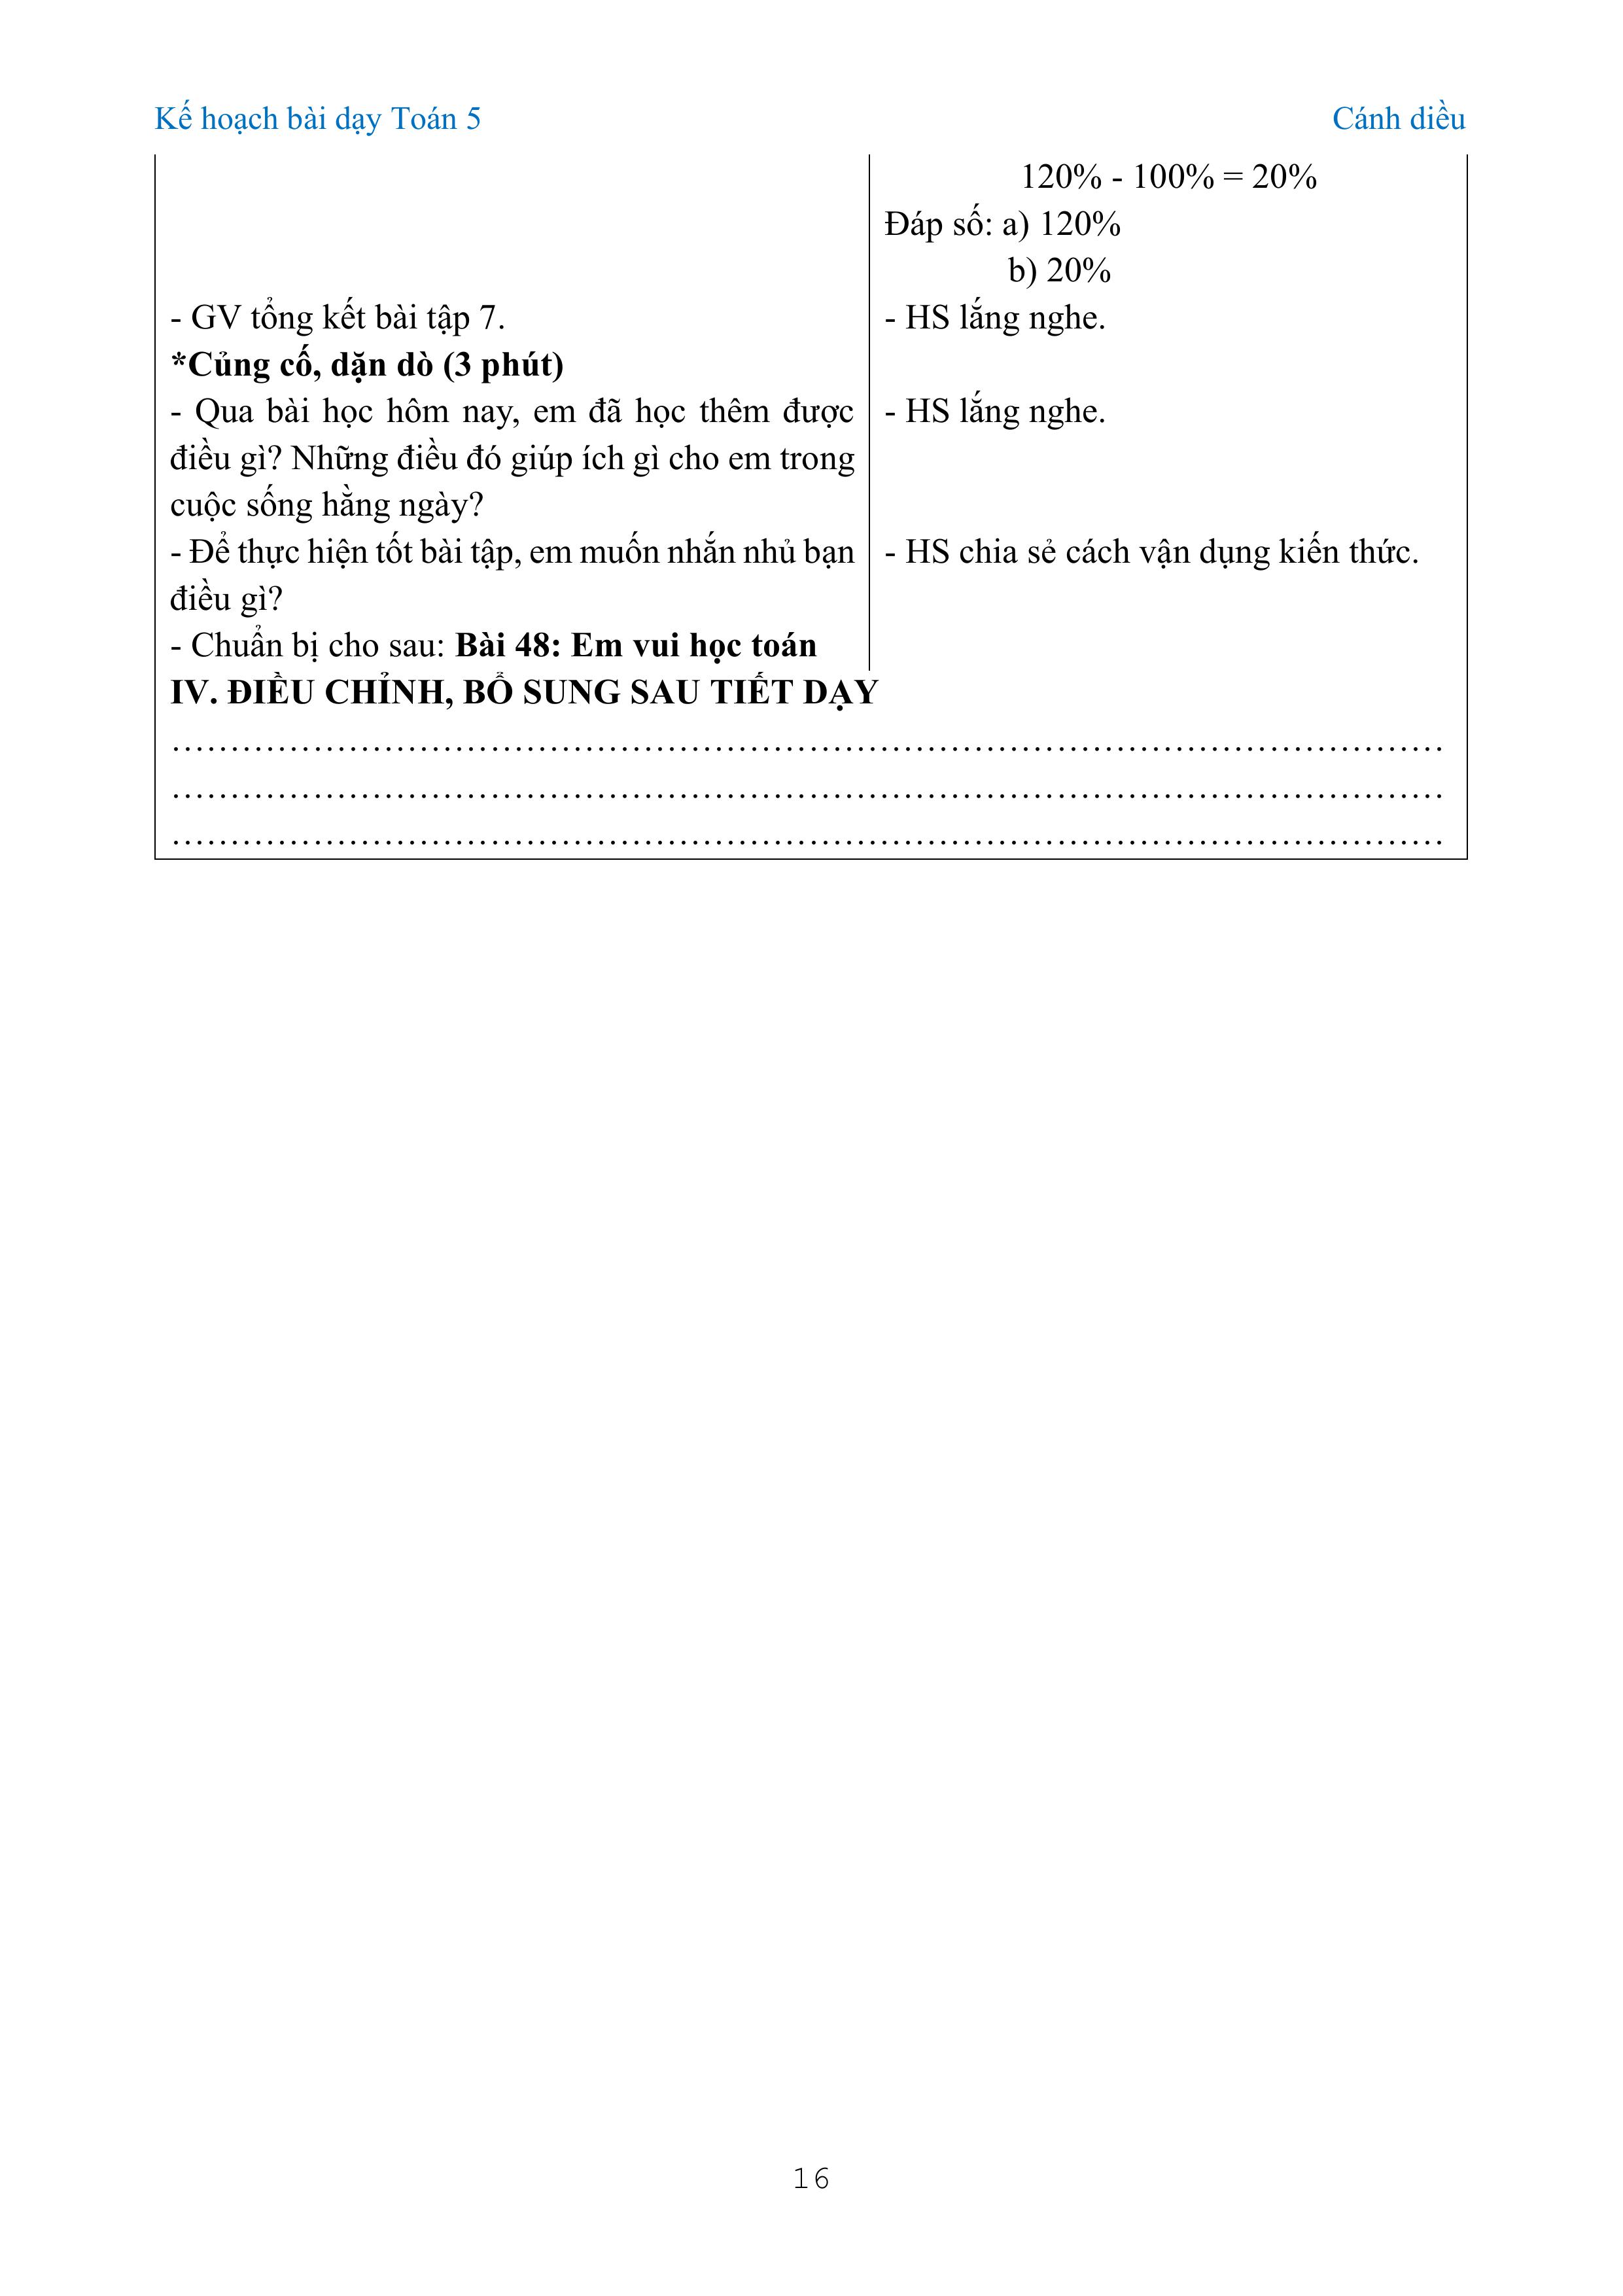 Kế hoạch bài dạy Toán 5 Cánh diều
120% - 100% = 20%
Đáp số: a) 120%
b) 20%
- GV tổng kết bài tập 7.
- HS lắng nghe.
*Củng cố, dặn dò (3 phút)
- Qua bài học hôm nay, em đã học thêm được
điều gì? Những điều đó giúp ích gì cho em trong
cuộc sống hằng ngày?
- HS lắng nghe.
- Để thực hiện tốt bài tập, em muốn nhắn nhủ bạn
điều gì?
- HS chia sẻ cách vận dụng kiến thức.
- Chuẩn bị cho sau: Bài 48: Em vui học toán
IV. ĐIỀU CHỈNH, BỔ SUNG SAU TIẾT DẠY
……………………………………………………………………………………………
……………………………………………………………………………………………
……………………………………………………………………………………………
16